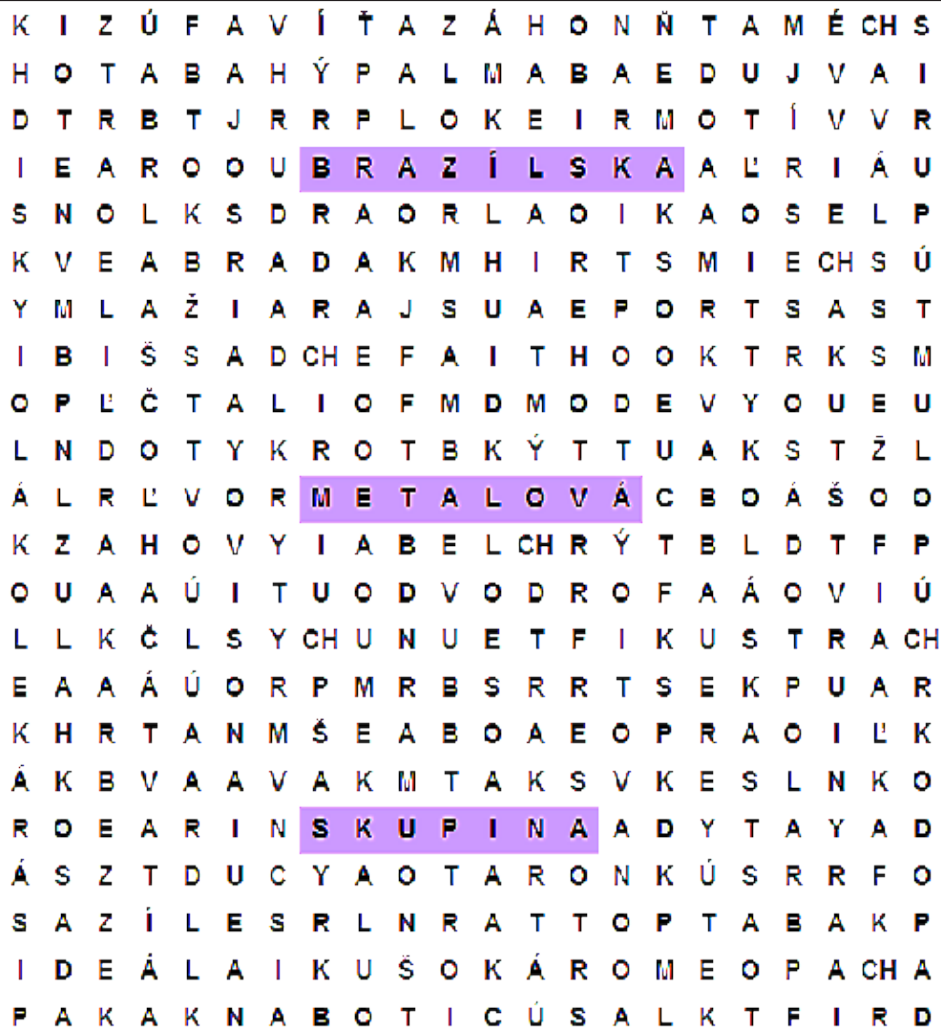 K I Z Ú F A V Í Ť A Z Á H O N Ň T A M É CH S
H O T A B A H Ý P A L M A B A E D U J V A I
D T R B T J R R P L O K E I R M O T Í V V R
I E A R O O U B R A Z Í L S K A A Ľ R I Á U
S N O L K S D R A O R L A O I K A O S E L P
K V E A B R A D A K M H I R T S M I E CH S Ú
Y M L A Ž I A R A J S U A E P O R T S A S T
I B I Š S A D CH E F A I T H O O K T R K S M
O P Ľ Č T A L I O F M D M O D E V Y O U E U
L N D O T Y K R O T B K Ý T T U A K S T Ž L
Á L R Ľ V O R M E T A L O V Á C B O Á Š O O
K Z A H O V Y I A B E L CH R Ý T B L D T F P
O U A A Ú I T U O D V O D R O F A Á O V I Ú
L L K Č L S Y CH U N U E T F I K U S T R A CH
E A A Á Ú O R P M R B S R R T S E K P U A R
K H R T A N M Š E A B O A E O P R A O I Ľ K
Á K B V A A V A K M T A K S V K E S L N K O
R O E A R I N S K U P I N A A D Y T A Y A D
Á S Z T D U C Y A O T A R O N K Ú S R R F O
S A Z Í L E S R L N R A T T O P T A B A K P
I D E Á L A I K U Š O K Á R O M E O P A CH A
P A K A K N A B O T I C Ú S A L K T F I R D